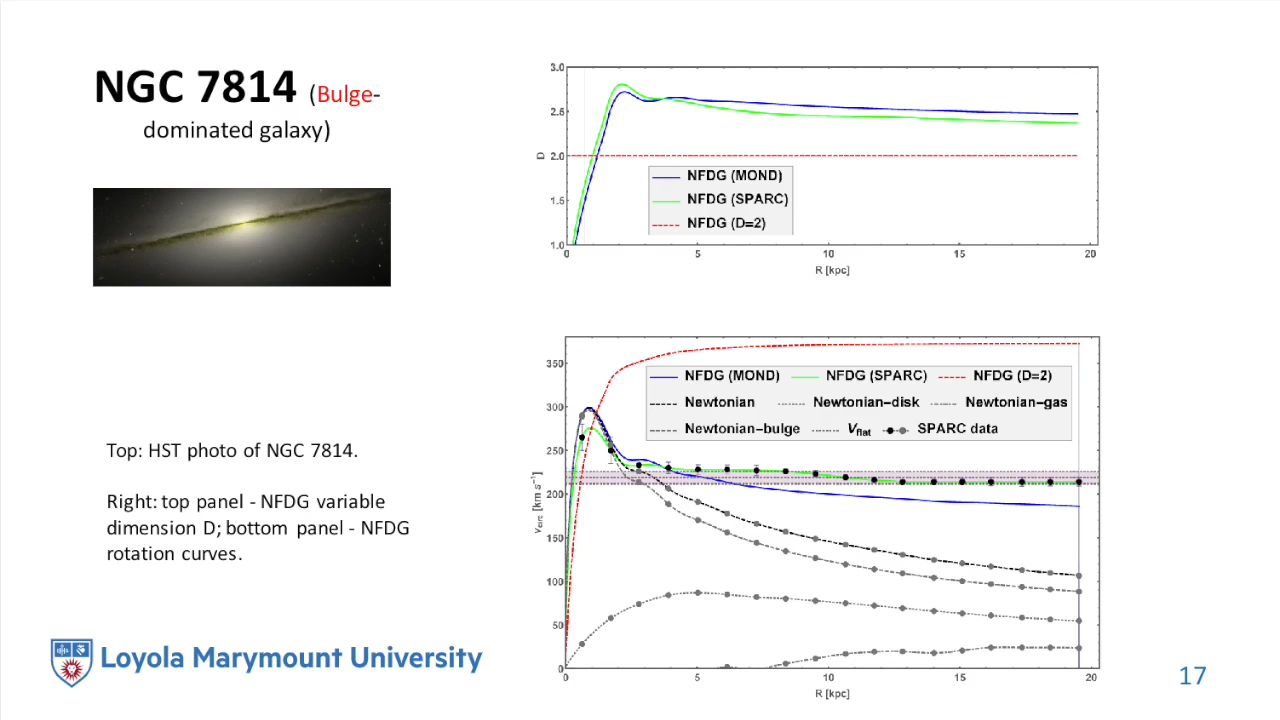 NGC 7814 (Bulge-
dominated galaxy)
Top: HST photo of NGC 7814.
Right: top panel - NFDG variable
dimension D; bottom panel - NFDG
rotation curves.
Loyola Marymount University
3.0
2.5
2.0
1.5
1.0
D
NFDG (MOND)
NFDG (SPARC)
NFDG (D=2)
0 5 10 15 20
R [kpc]
350
300
250
200
150
100
50
0
vcirc [km s⁻¹]
NFDG (MOND) NFDG (SPARC) NFDG (D=2)
Newtonian Newtonian-disk Newtonian-gas
Newtonian-bulge Vflat SPARC data
0 5 10 15 20
R [kpc]
17